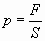 p = F/S